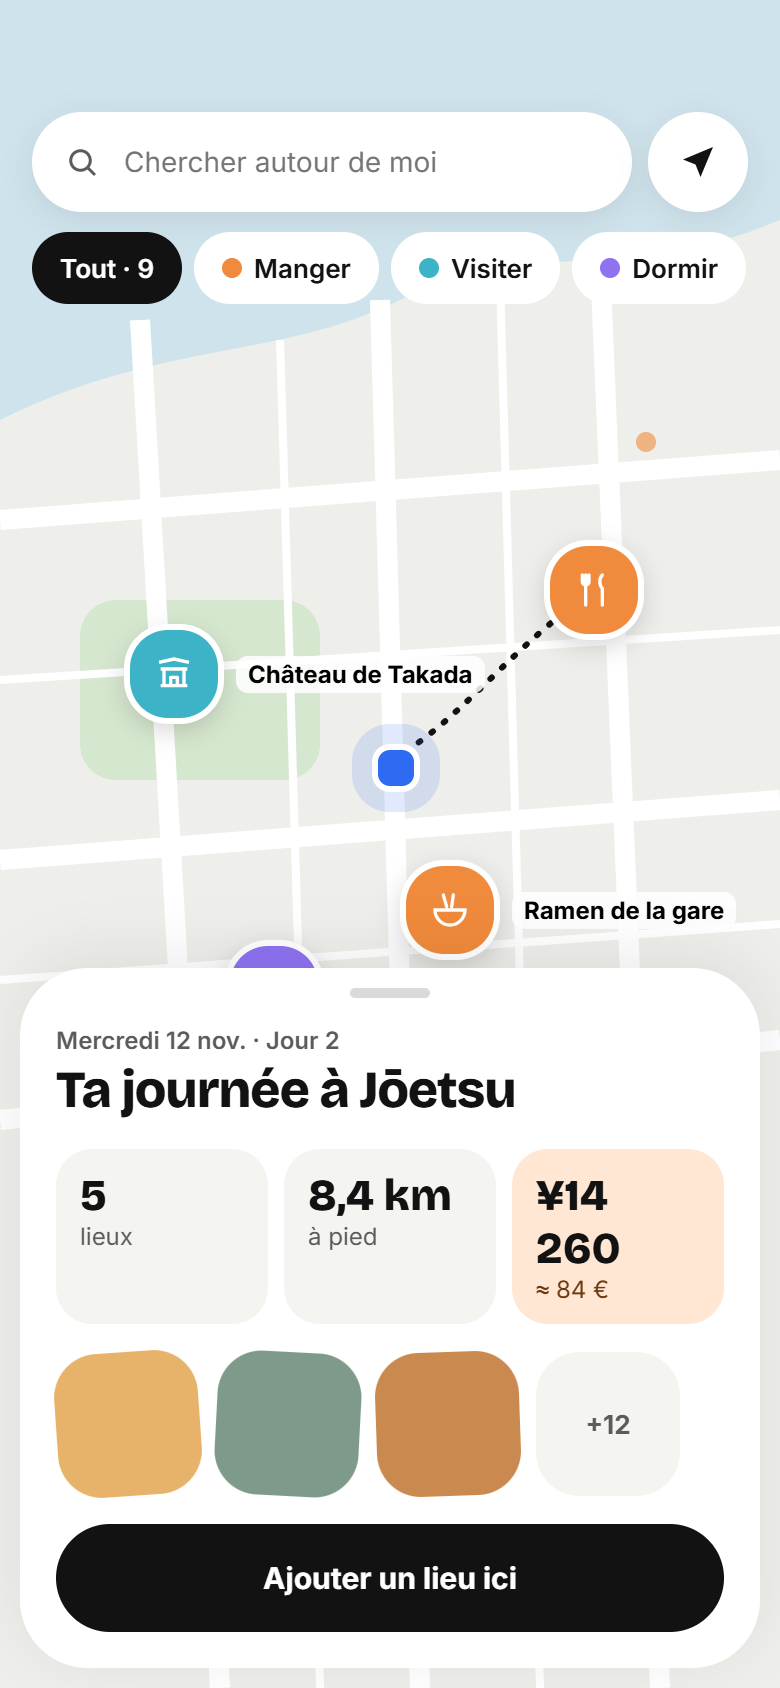 Chercher autour de moi
Tout · 9
Manger
Visiter
Dormir
Château de Takada
Ramen de la gare
Mercredi 12 nov. · Jour 2
Ta journée à Jōetsu
5
lieux
8,4 km
à pied
¥14
260
≈ 84 €
+12
Ajouter un lieu ici